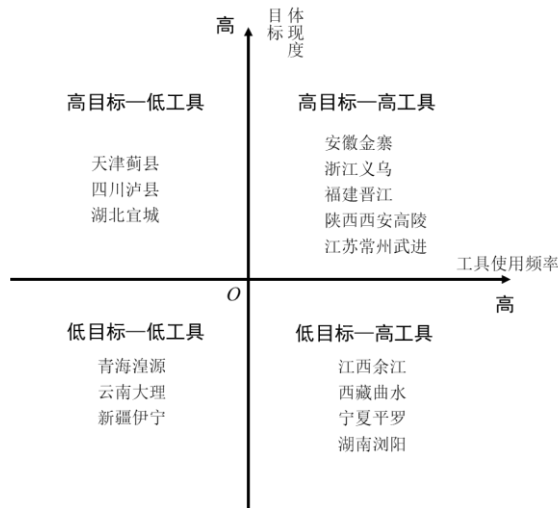 高
目标
体现度
高目标—低工具
天津蓟县
四川泸县
湖北宜城
高目标—高工具
安徽金寨
浙江义乌
福建晋江
陕西西安高陵
江苏常州武进
工具使用频率
O
高
低目标—低工具
青海湟源
云南大理
新疆伊宁
低目标—高工具
江西余江
西藏曲水
宁夏平罗
湖南浏阳